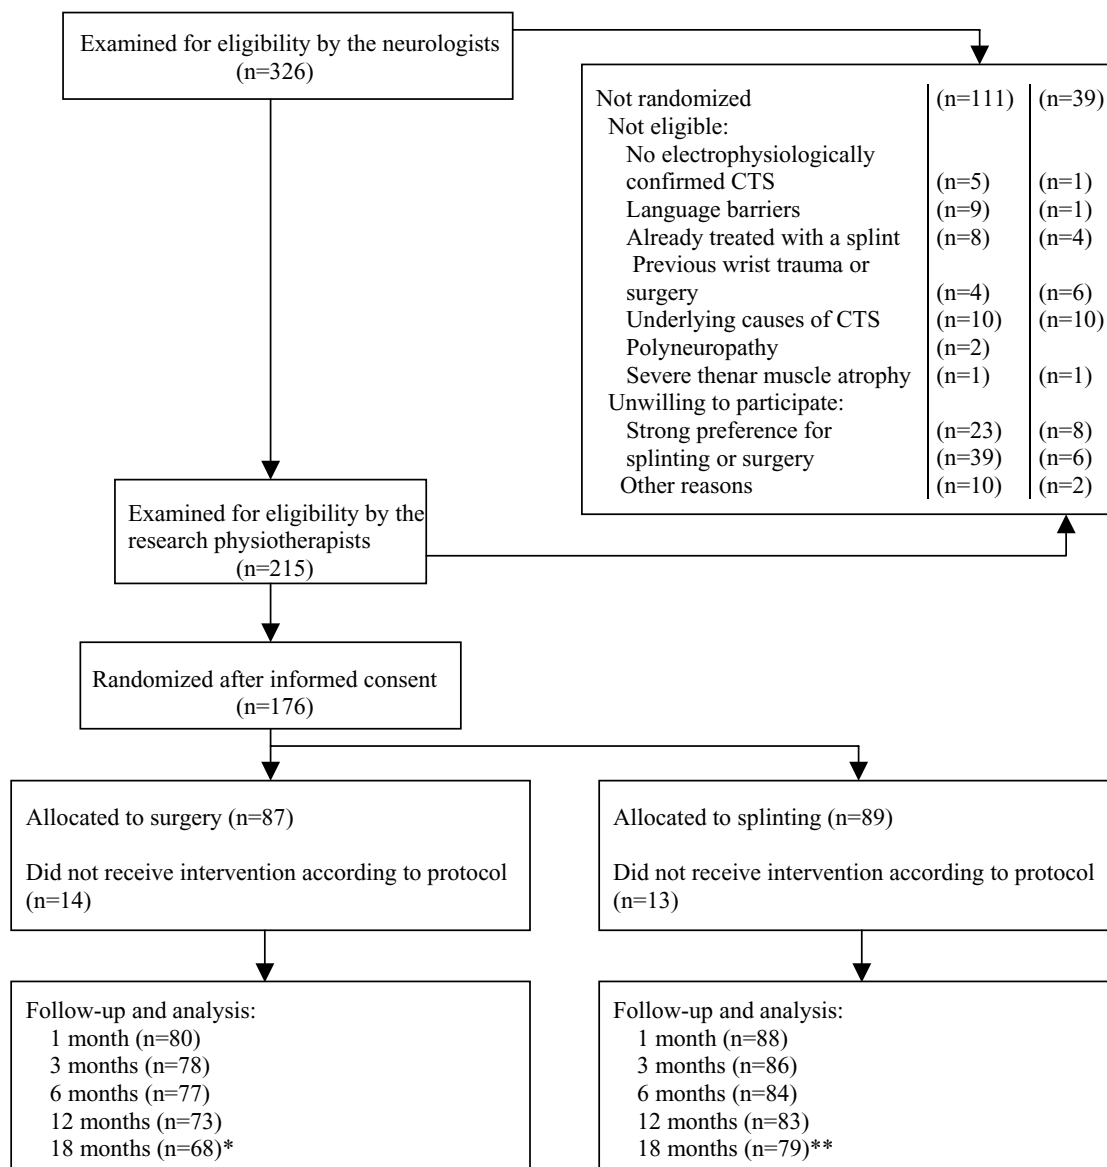 Examined for eligibility by the neurologists
(n=326)
Not randomized (n=111) (n=39)
Not eligible:
No electrophysiologically
confirmed CTS (n=5) (n=1)
Language barriers (n=9) (n=1)
Already treated with a splint (n=8) (n=4)
Previous wrist trauma or
surgery (n=4) (n=6)
Underlying causes of CTS (n=10) (n=10)
Polyneuropathy (n=2)
Severe thenar muscle atrophy (n=1) (n=1)
Unwilling to participate:
Strong preference for (n=23) (n=8)
splinting or surgery (n=39) (n=6)
Other reasons (n=10) (n=2)
Examined for eligibility by the
research physiotherapists
(n=215)
Randomized after informed consent
(n=176)
Allocated to surgery (n=87)
Did not receive intervention according to protocol
(n=14)
Allocated to splinting (n=89)
Did not receive intervention according to protocol
(n=13)
Follow-up and analysis:
1 month (n=80)
3 months (n=78)
6 months (n=77)
12 months (n=73)
18 months (n=68)*
Follow-up and analysis:
1 month (n=88)
3 months (n=86)
6 months (n=84)
12 months (n=83)
18 months (n=79)**